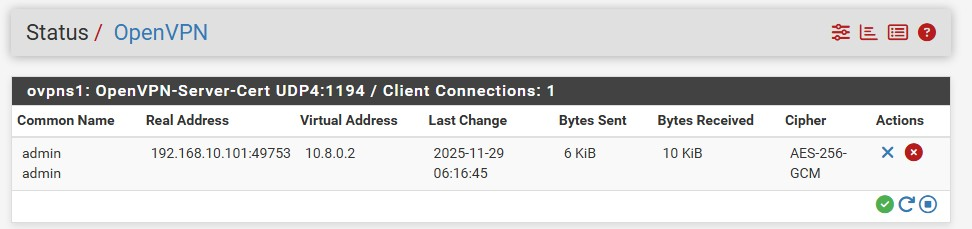 Status / OpenVPN
ovpns1: OpenVPN-Server-Cert UDP4:1194 / Client Connections: 1
Common Name Real Address Virtual Address Last Change Bytes Sent Bytes Received Cipher Actions
admin 192.168.10.101:49753 10.8.0.2 2025-11-29 6 KiB 10 KiB AES-256-
admin 06:16:45 GCM